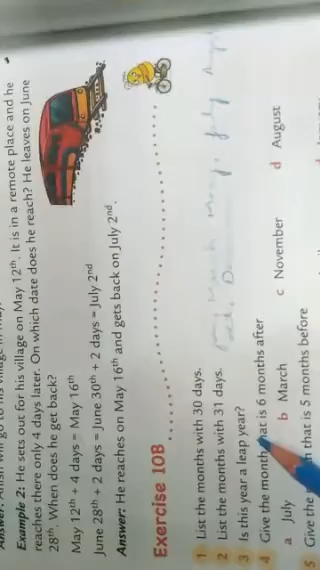 Example 2: He sets out for his village on May 12th. It is in a remote place and he
reaches there only 4 days later. On which date does he reach? He leaves on June
28th. When does he get back?
May 12th + 4 days = May 16th
June 28th + 2 days = June 30th + 2 days = July 2nd
Answer: He reaches on May 16th and gets back on July 2nd.
Exercise 10B
1 List the months with 30 days.
2 List the months with 31 days.
3 Is this year a leap year?
4 Give the month that is 6 months after
a July b March c November d August
5 Give the that is 5 months before